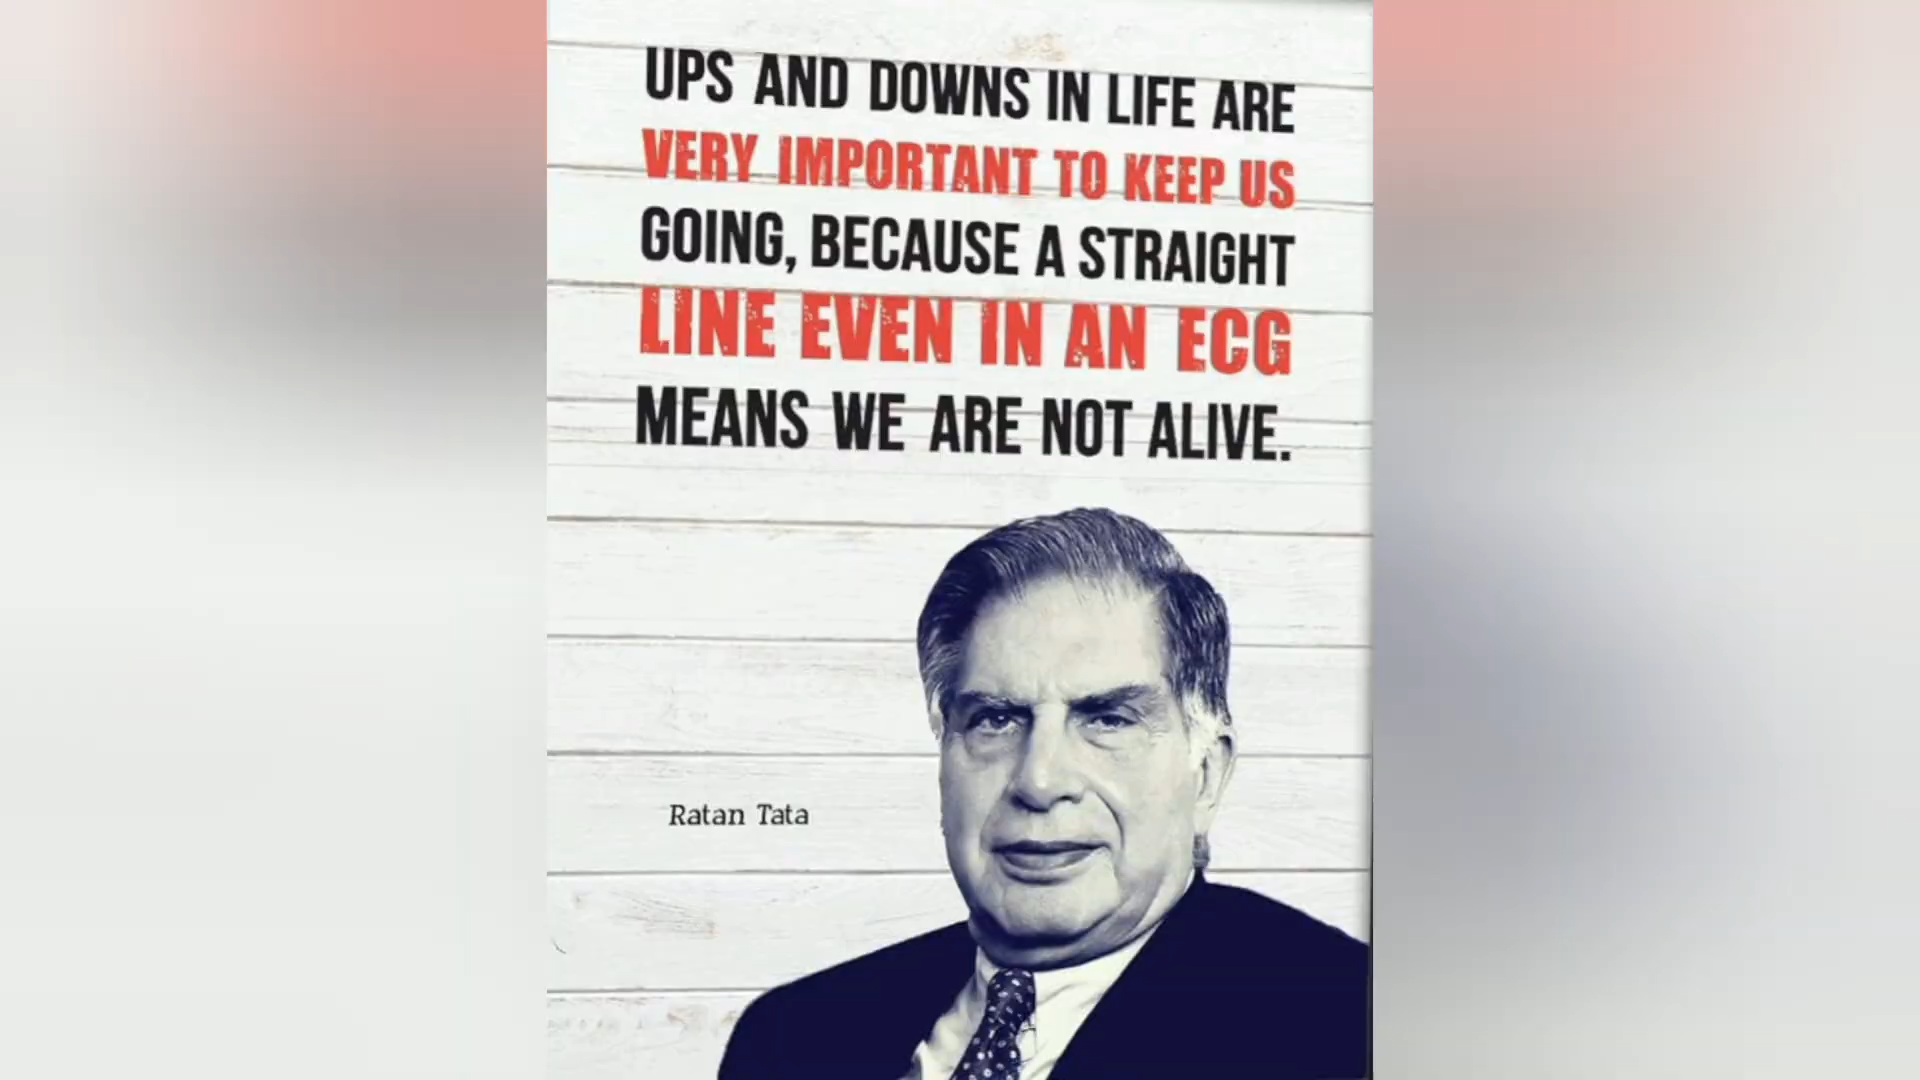 UPS AND DOWNS IN LIFE ARE
VERY IMPORTANT TO KEEP US
GOING, BECAUSE A STRAIGHT
LINE EVEN IN AN ECG
MEANS WE ARE NOT ALIVE.
Ratan Tata